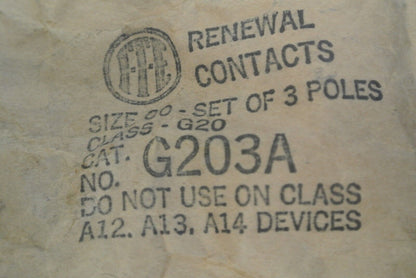 RENEWAL
CONTACTS
SIZE 00 - SET OF 3 POLES
CLASS - G20
CAT.
NO. G203A
DO NOT USE ON CLASS
A12, A13, A14 DEVICES